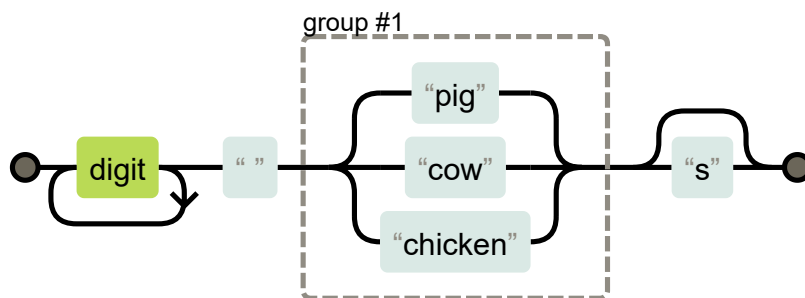 group #1
“pig”
digit “ ” “cow” “s”
“chicken”